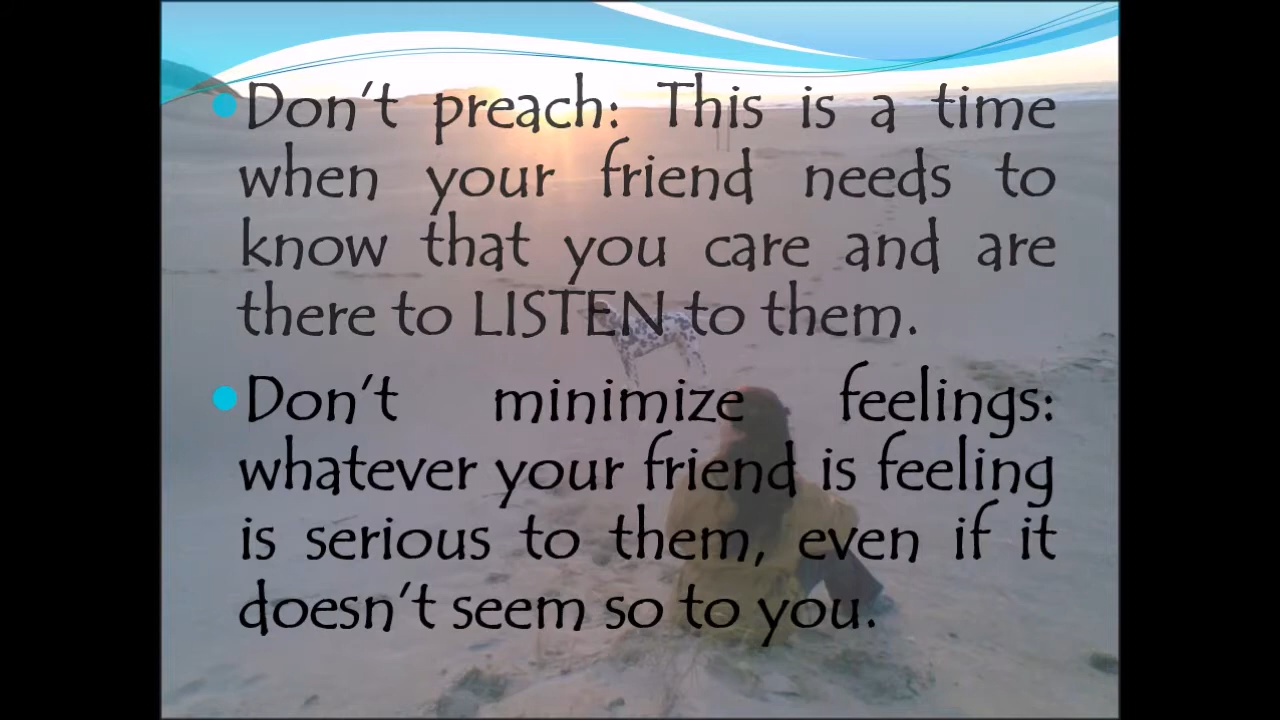 Don't preach: This is a time
when your friend needs to
know that you care and are
there to LISTEN to them.
Don't minimize feelings:
whatever your friend is feeling
is serious to them, even if it
doesn't seem so to you.